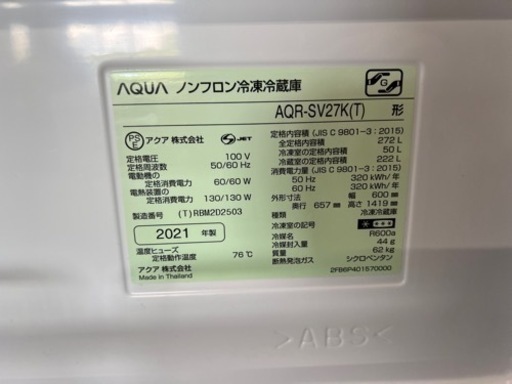 AQUA ノンフロン冷凍冷蔵庫
AQR-SV27K(T) 形
PS E アクア 株式会社 JET
定格電圧 100 V
定格周波数 50/60 Hz
電動機の
定格消費電力 60/60 W
電熱装置の
定格消費電力 130/130 W
製造番号 (T) RBM2D2503
2021 年製
温度ヒューズ
定格動作温度 76℃
アクア 株式会社
Made in Thailand
G
定格内容積 (JIS C 9801-3 : 2015)
全定格内容積 272 L
冷凍室の定格内容積 50 L
冷蔵室の定格内容積 222 L
消費電力量 (JIS C 9801-3 : 2015)
50 Hz 320 kWh/年
60 Hz 320 kWh/年
外形寸法 幅 600 mm
奥行 657 mm 高さ 1419 mm
種類 冷凍冷蔵庫
冷凍室の記号
冷媒 R600a
冷媒封入量 44 g
質量 62 kg
断熱発泡ガス シクロペンタン
2FB6P401570000
>ABS<